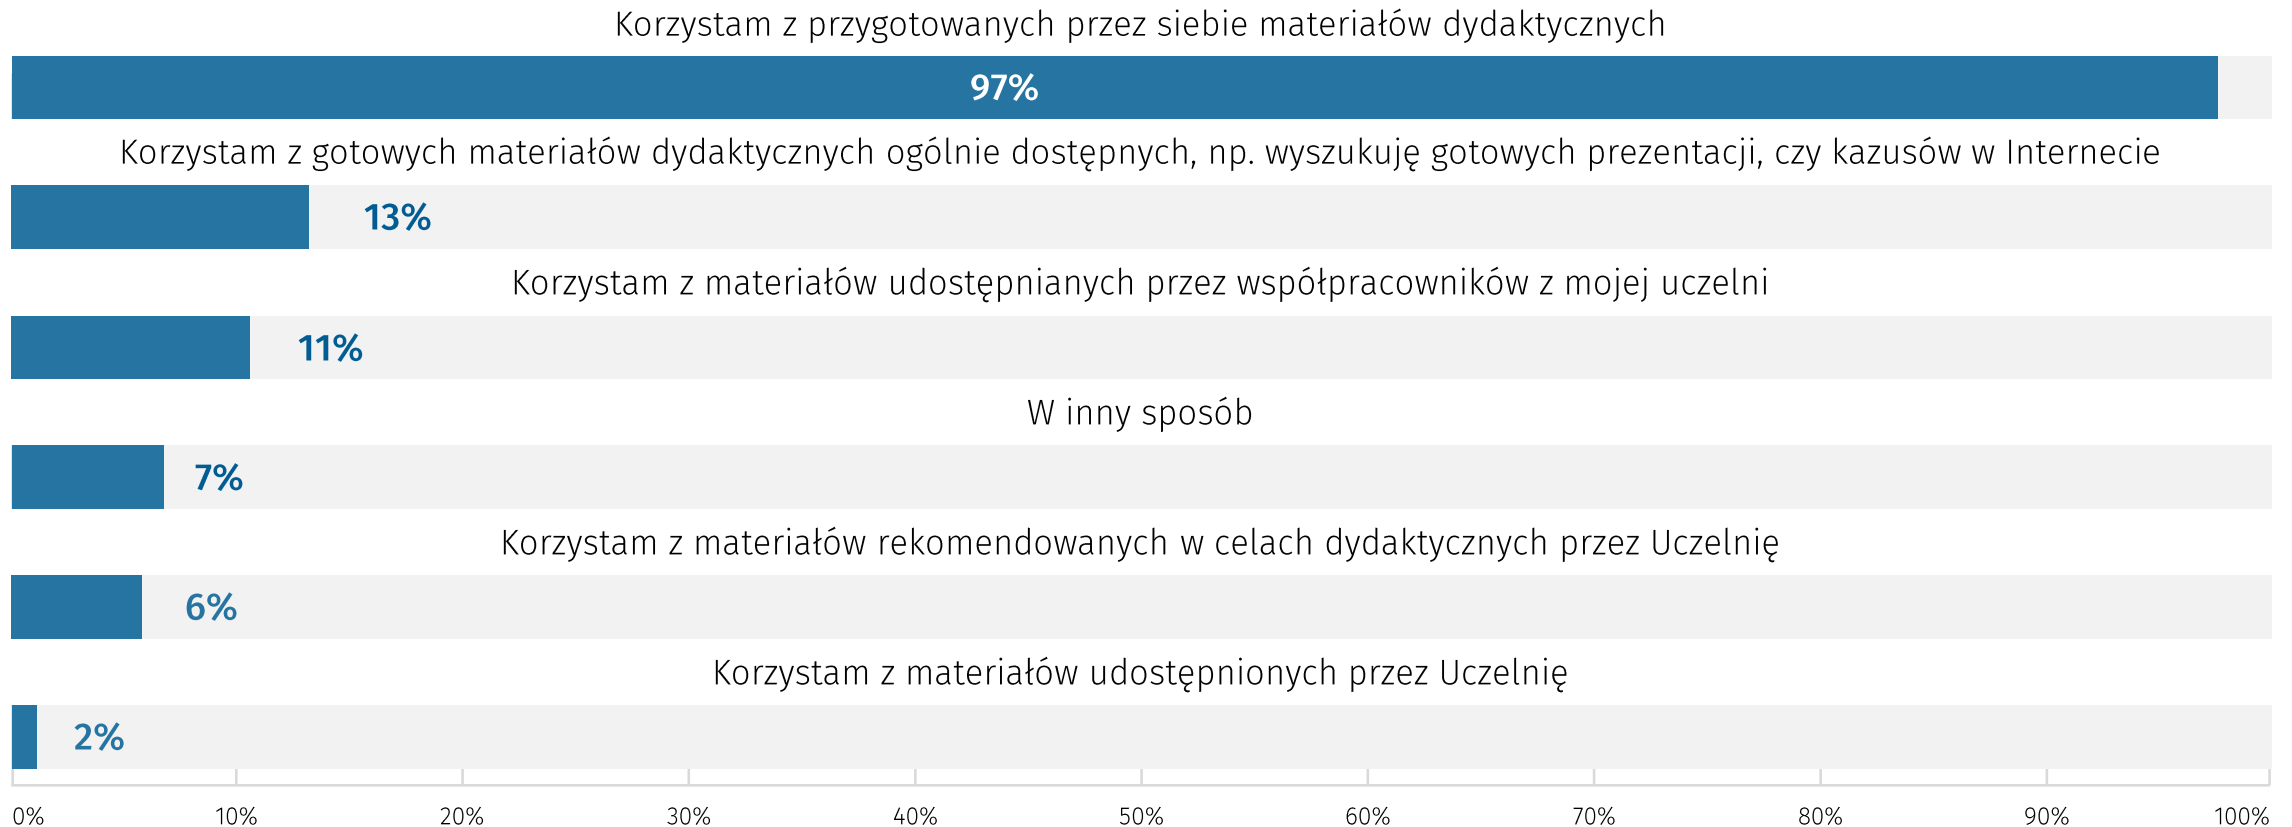 Korzystam z przygotowanych przez siebie materiałów dydaktycznych
97%
Korzystam z gotowych materiałów dydaktycznych ogólnie dostępnych, np. wyszukuję gotowych prezentacji, czy kazusów w Internecie
13%
Korzystam z materiałów udostępnianych przez współpracowników z mojej uczelni
11%
W inny sposób
7%
Korzystam z materiałów rekomendowanych w celach dydaktycznych przez Uczelnię
6%
Korzystam z materiałów udostępnionych przez Uczelnię
2%
0% 10% 20% 30% 40% 50% 60% 70% 80% 90% 100%